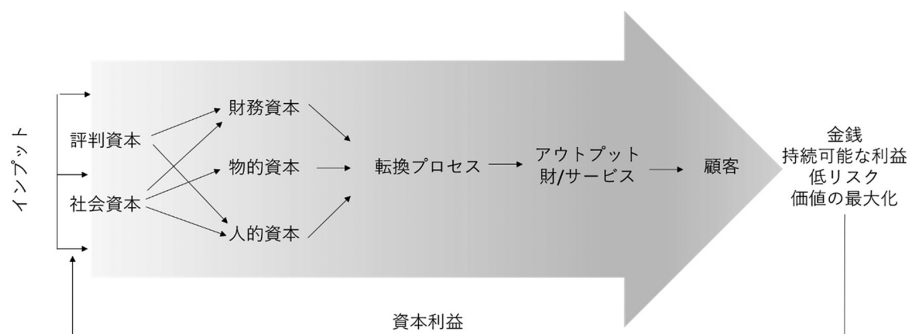 インプット
評判資本
社会資本
財務資本
物的資本
人的資本
転換プロセス
アウトプット
財/サービス
顧客
金銭
持続可能な利益
低リスク
価値の最大化
資本利益